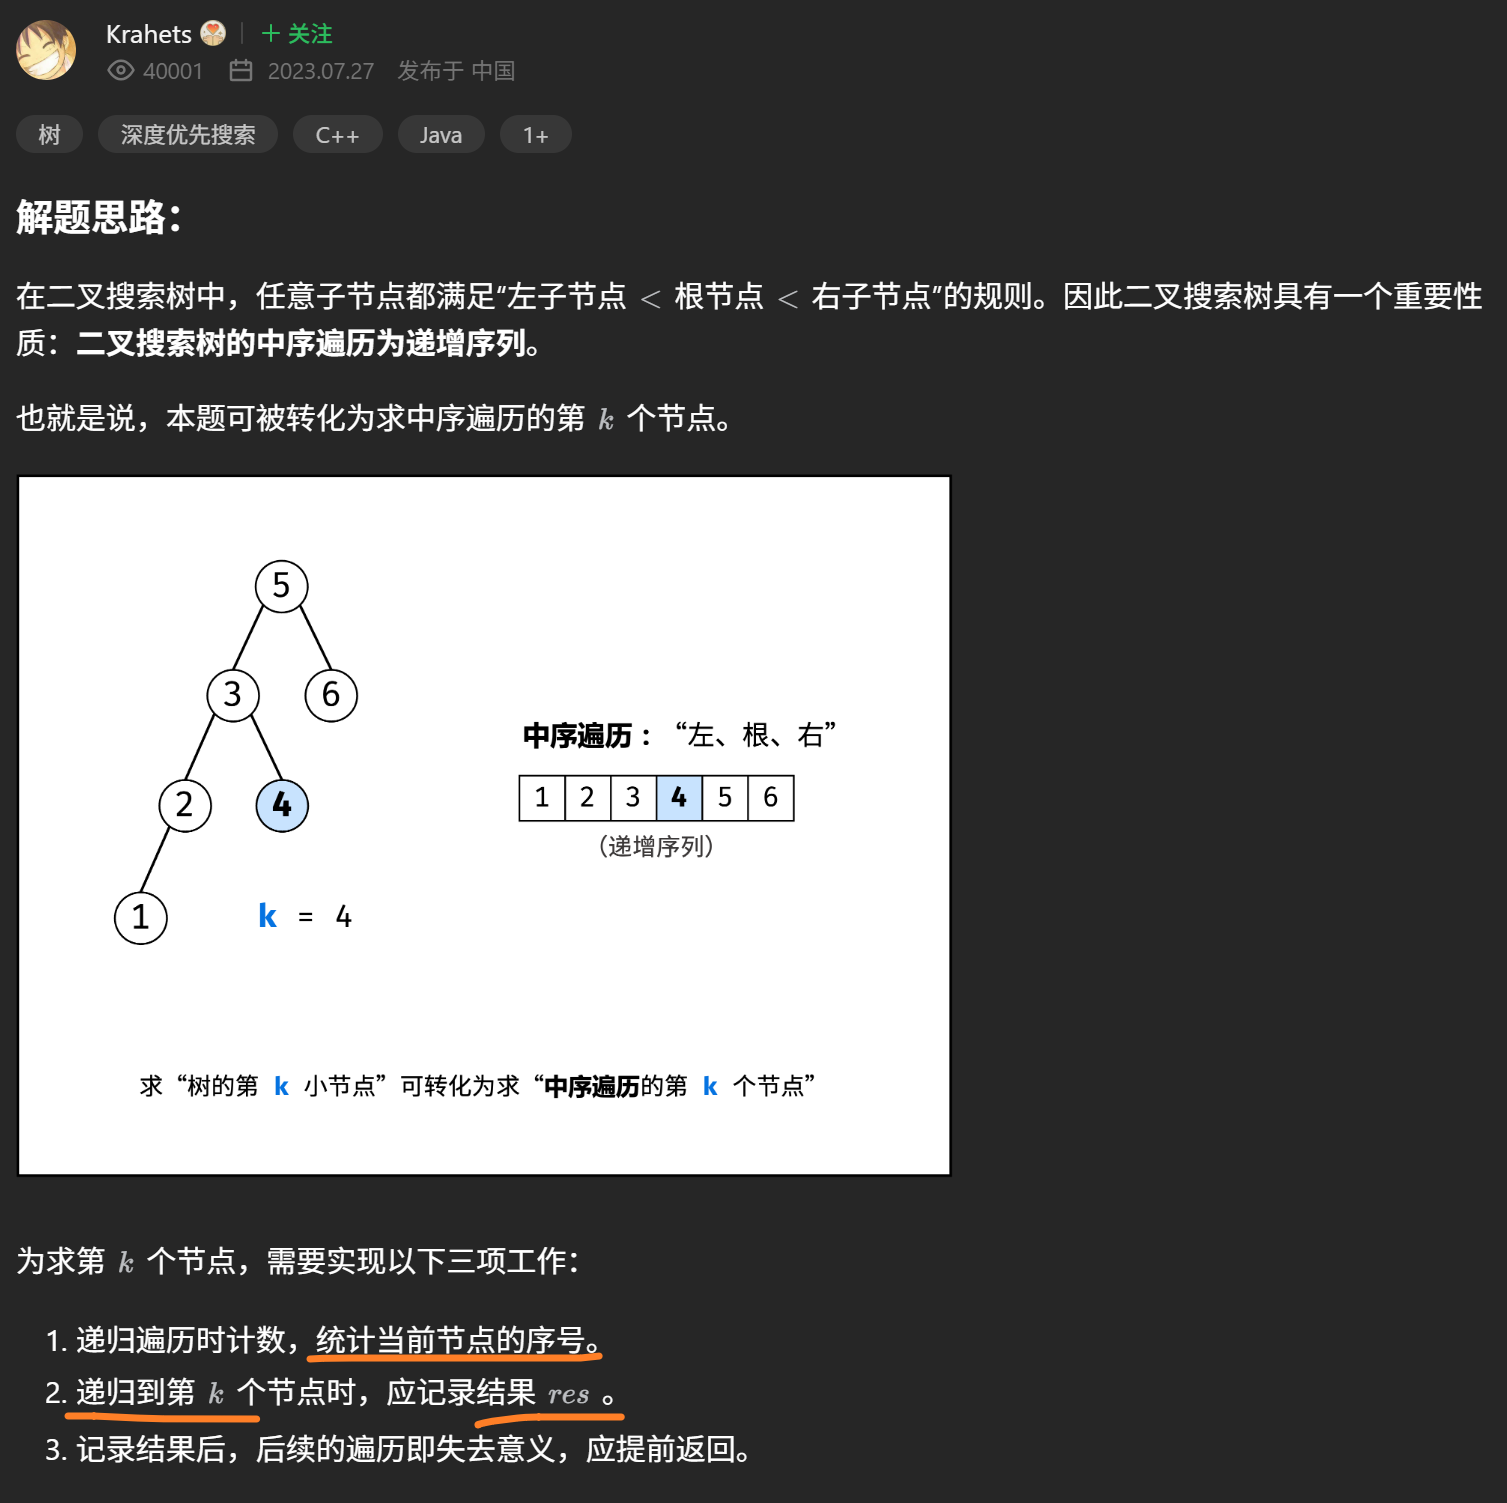 Krahets + 关注
40001 2023.07.27 发布于 中国
树 深度优先搜索 C++ Java 1+
解题思路：
在二叉搜索树中，任意子节点都满足“左子节点 < 根节点 < 右子节点”的规则。因此二叉搜索树具有一个重要性
质：二叉搜索树的中序遍历为递增序列。
也就是说，本题可被转化为求中序遍历的第 k 个节点。
5
3 6
中序遍历：“左、根、右”
1 2 3 4 5 6
2 4
（递增序列）
1
k = 4
求“树的第 k 小节点”可转化为求“中序遍历的第 k 个节点”
为求第 k 个节点，需要实现以下三项工作：
1. 递归遍历时计数，统计当前节点的序号。
2. 递归到第 k 个节点时，应记录结果 res 。
3. 记录结果后，后续的遍历即失去意义，应提前返回。